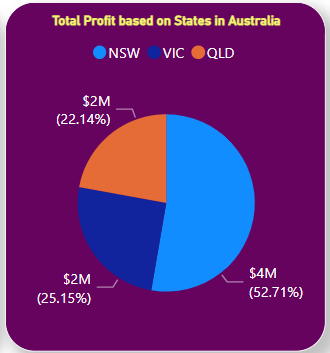 Total Profit based on States in Australia
NSW VIC QLD
$2M
(22.14%)
$2M
(25.15%)
$4M
(52.71%)